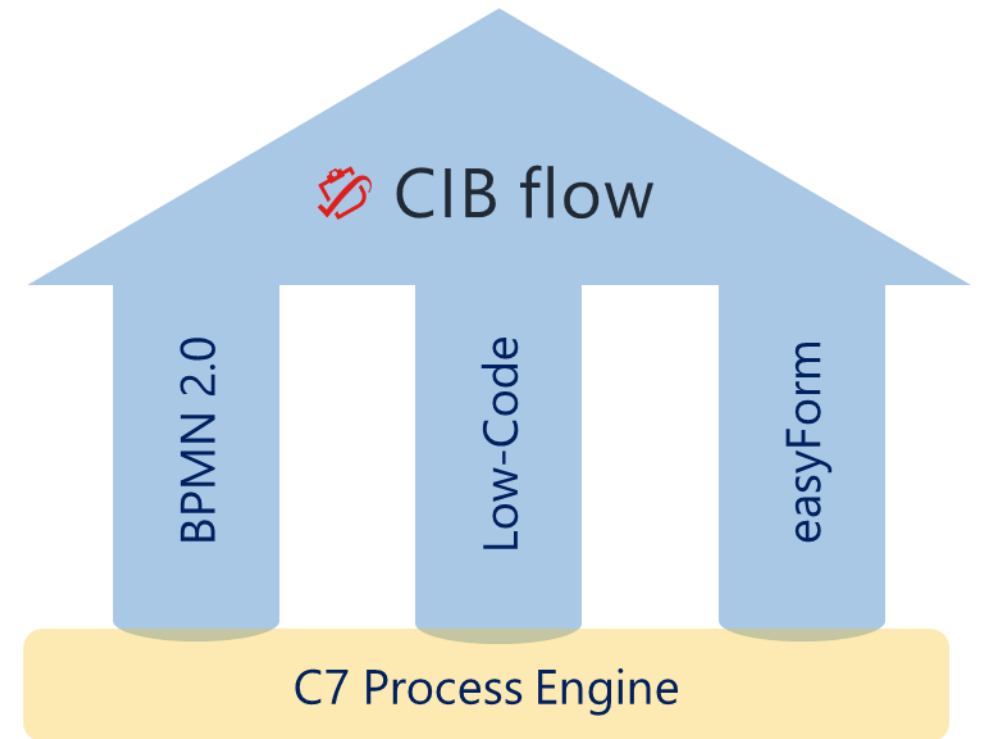 CIB flow
BPMN 2.0
Low-Code
easyForm
C7 Process Engine